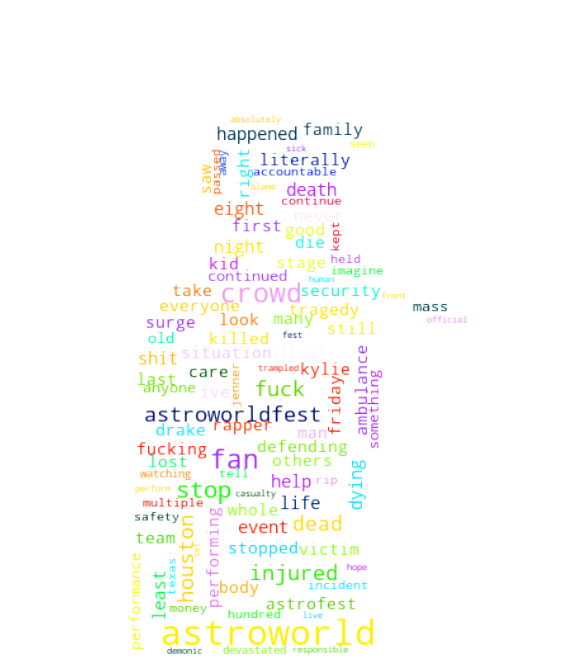 absolutely
happened family
sick seen
saw passed away right literally
accountable
blame death
continue
eight never
first good kept
night die
kid stage held
continued imagine
human
take crowd security front
everyone tragedy mass
surge look many official
old killed still fest
shit situation
care trampled kylie
last anyone ive jenner fuck friday ambulance something
astroworldfest
drake rapper man
fucking defending
lost fan others
watching tell
perform stop help rip dying
casualty
multiple whole life
safety event dead
team houston performing
stopped victim
set
performance texas injured hope
least body incident
money astrofest
hundred live
astroworld
demonic devastated responsible